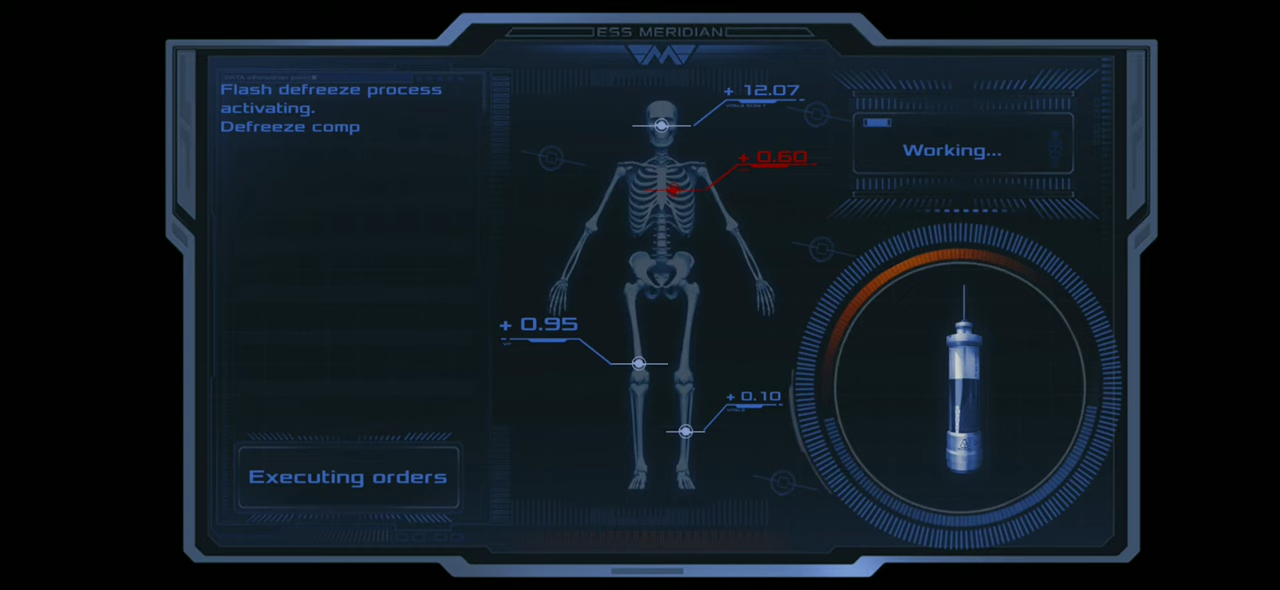 ESS MERIDIAN
Flash defreeze process
activating.
Defreeze comp
+ 12.07
+ 0.60
Working...
+ 0.95
+ 0.10
Executing orders